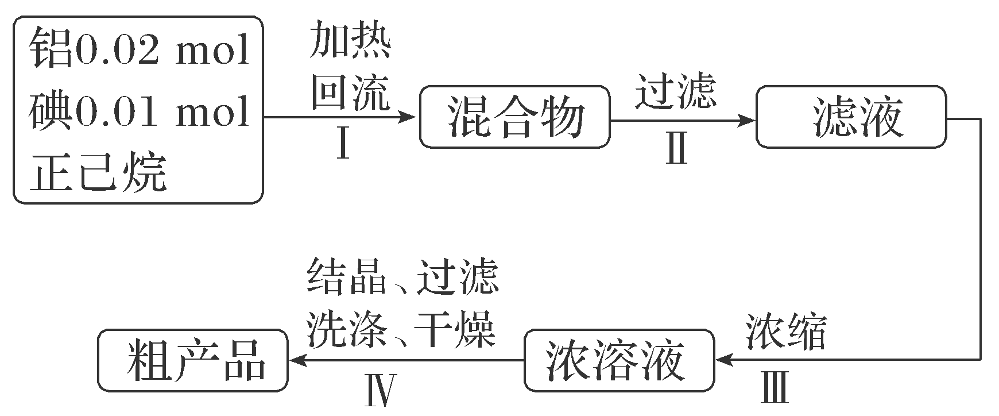 铝0.02 mol
碘0.01 mol
正己烷
加热
回流
Ⅰ
混合物
过滤
Ⅱ
滤液
浓缩
Ⅲ
浓溶液
结晶、过滤
洗涤、干燥
Ⅳ
粗产品